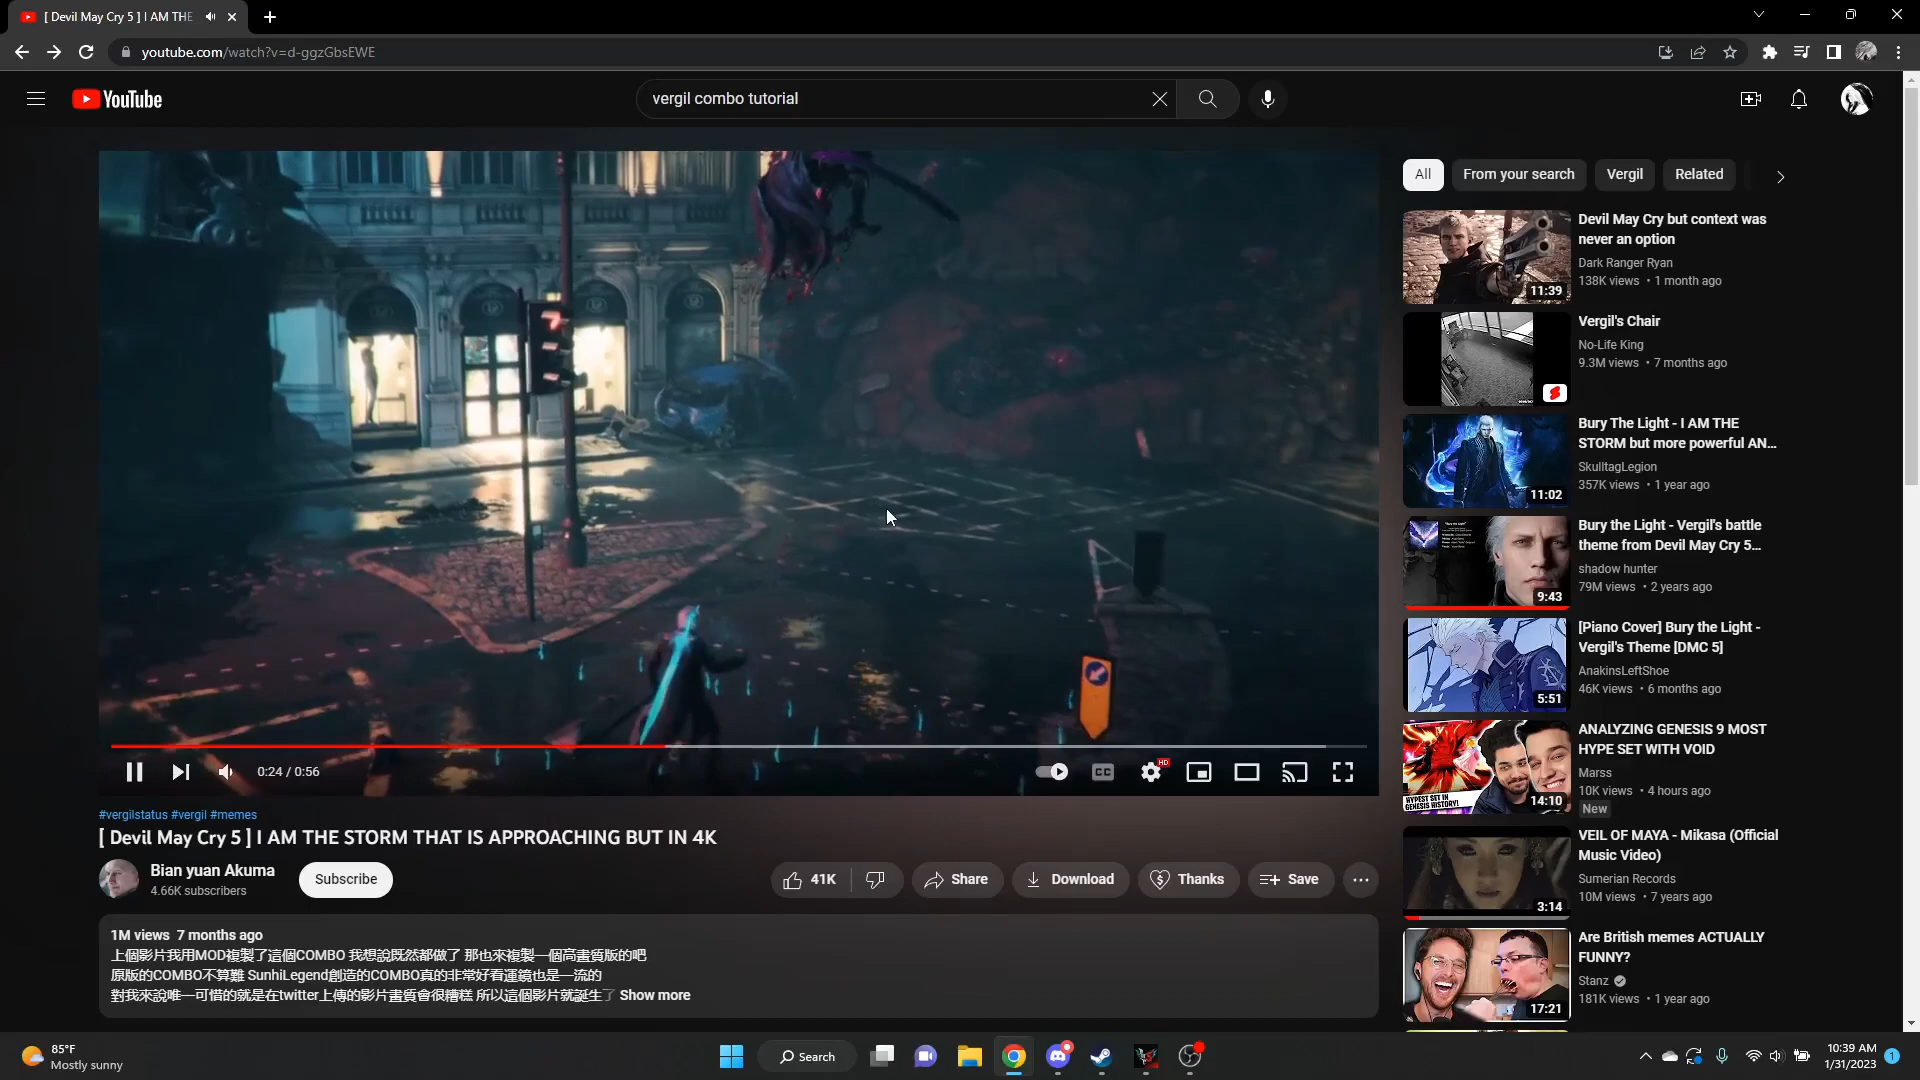 [ Devil May Cry 5 ] I AM THE
youtube.com/watch?v=d-ggzGbsEWE
YouTube
vergil combo tutorial
0:24 / 0:56
CC
HD
#vergilstatus #vergil #memes
[ Devil May Cry 5 ] I AM THE STORM THAT IS APPROACHING BUT IN 4K
Bian yuan Akuma
4.66K subscribers
Subscribe
41K
Share
Download
Thanks
Save
1M views 7 months ago
上個影片我用MOD複製了這個COMBO 我想說既然都做了 那也來複製一個高畫質版的吧
原版的COMBO不算難 SunhiLegend創造的COMBO真的非常好看運鏡也是一流的
對我來說唯一可惜的就是在twitter上傳的影片畫質會很糟糕 所以這個影片就誕生了 Show more
All
From your search
Vergil
Related
Devil May Cry but context was
never an option
Dark Ranger Ryan
138K views • 1 month ago
11:39
Vergil's Chair
No-Life King
9.3M views • 7 months ago
Bury The Light - I AM THE
STORM but more powerful AN...
SkulltagLegion
357K views • 1 year ago
11:02
Bury the Light - Vergil's battle
theme from Devil May Cry 5...
shadow hunter
79M views • 2 years ago
9:43
[Piano Cover] Bury the Light -
Vergil's Theme [DMC 5]
AnakinsLeftShoe
46K views • 6 months ago
5:51
ANALYZING GENESIS 9 MOST
HYPE SET WITH VOID
Marss
10K views • 4 hours ago
New
HYPEST SET IN
GENESIS HISTORY!
14:10
VEIL OF MAYA - Mikasa (Official
Music Video)
Sumerian Records
10M views • 7 years ago
3:14
Are British memes ACTUALLY
FUNNY?
Stanz
181K views • 1 year ago
17:21
85°F
Mostly sunny
Search
10:39 AM
1/31/2023
1